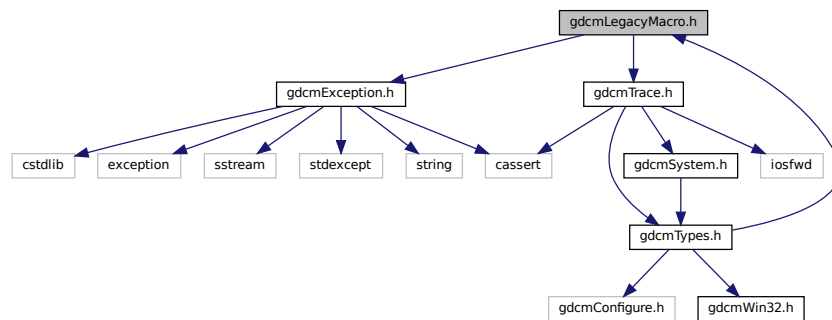 gdcmLegacyMacro.h
gdcmException.h
gdcmTrace.h
cstdlib
exception
sstream
stdexcept
string
cassert
gdcmSystem.h
iosfwd
gdcmTypes.h
gdcmConfigure.h
gdcmWin32.h